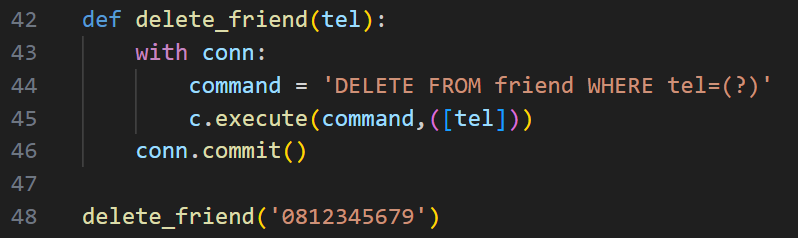 42 def delete_friend(tel):
43     with conn:
44         command = 'DELETE FROM friend WHERE tel=(?)'
45         c.execute(command,([tel]))
46     conn.commit()
47
48 delete_friend('0812345679')